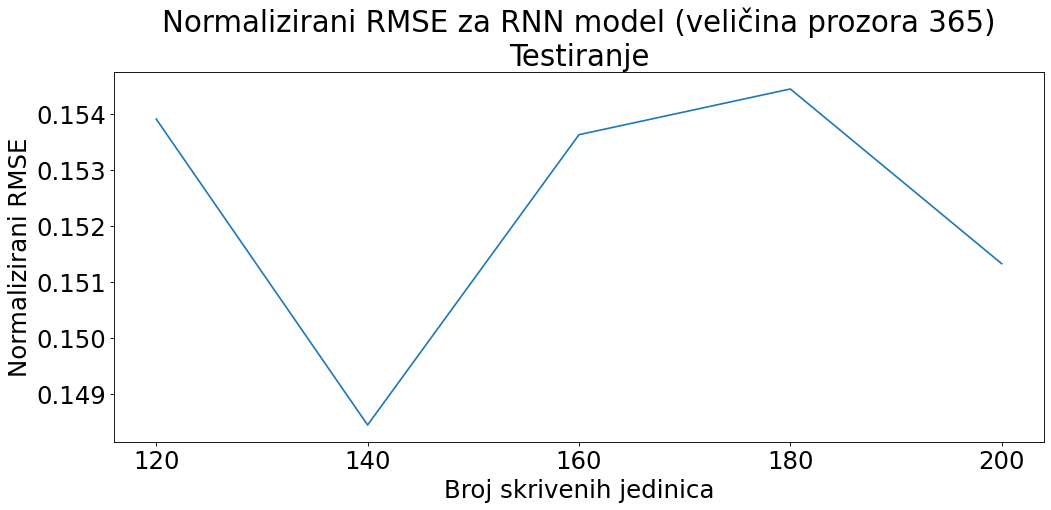 Normalizirani RMSE za RNN model (veličina prozora 365)
Testiranje
Normalizirani RMSE
0.154
0.153
0.152
0.151
0.150
0.149
120 140 160 180 200
Broj skrivenih jedinica